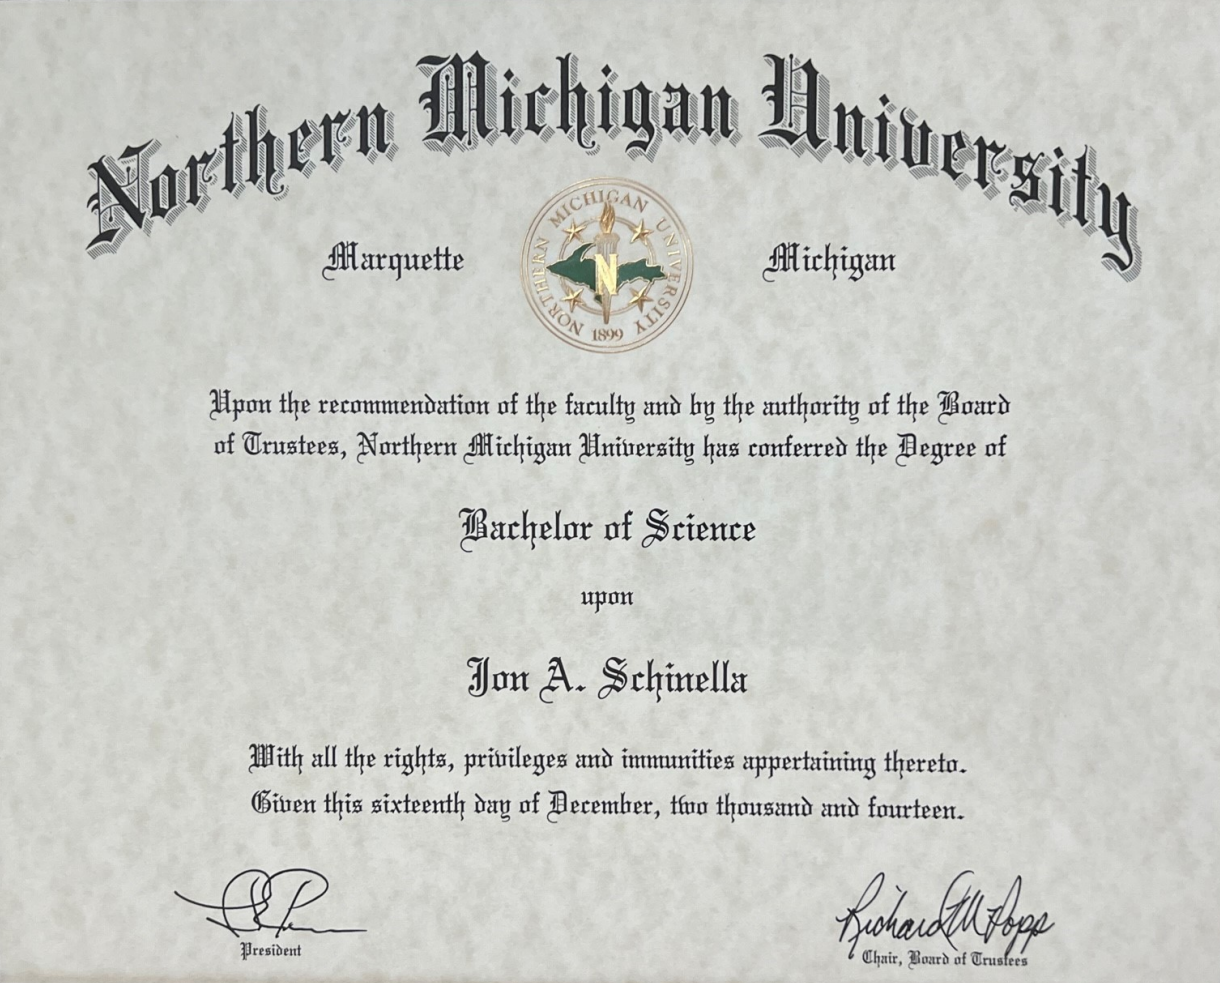 Northern Michigan University
Marquette Michigan
NORTHERN MICHIGAN UNIVERSITY
N
1899
Upon the recommendation of the faculty and by the authority of the Board
of Trustees, Northern Michigan University has conferred the Degree of
Bachelor of Science
upon
Jon A. Schinella
With all the rights, privileges and immunities appertaining thereto.
Given this sixteenth day of December, two thousand and fourteen.
Richard M Popp
President
Chair, Board of Trustees